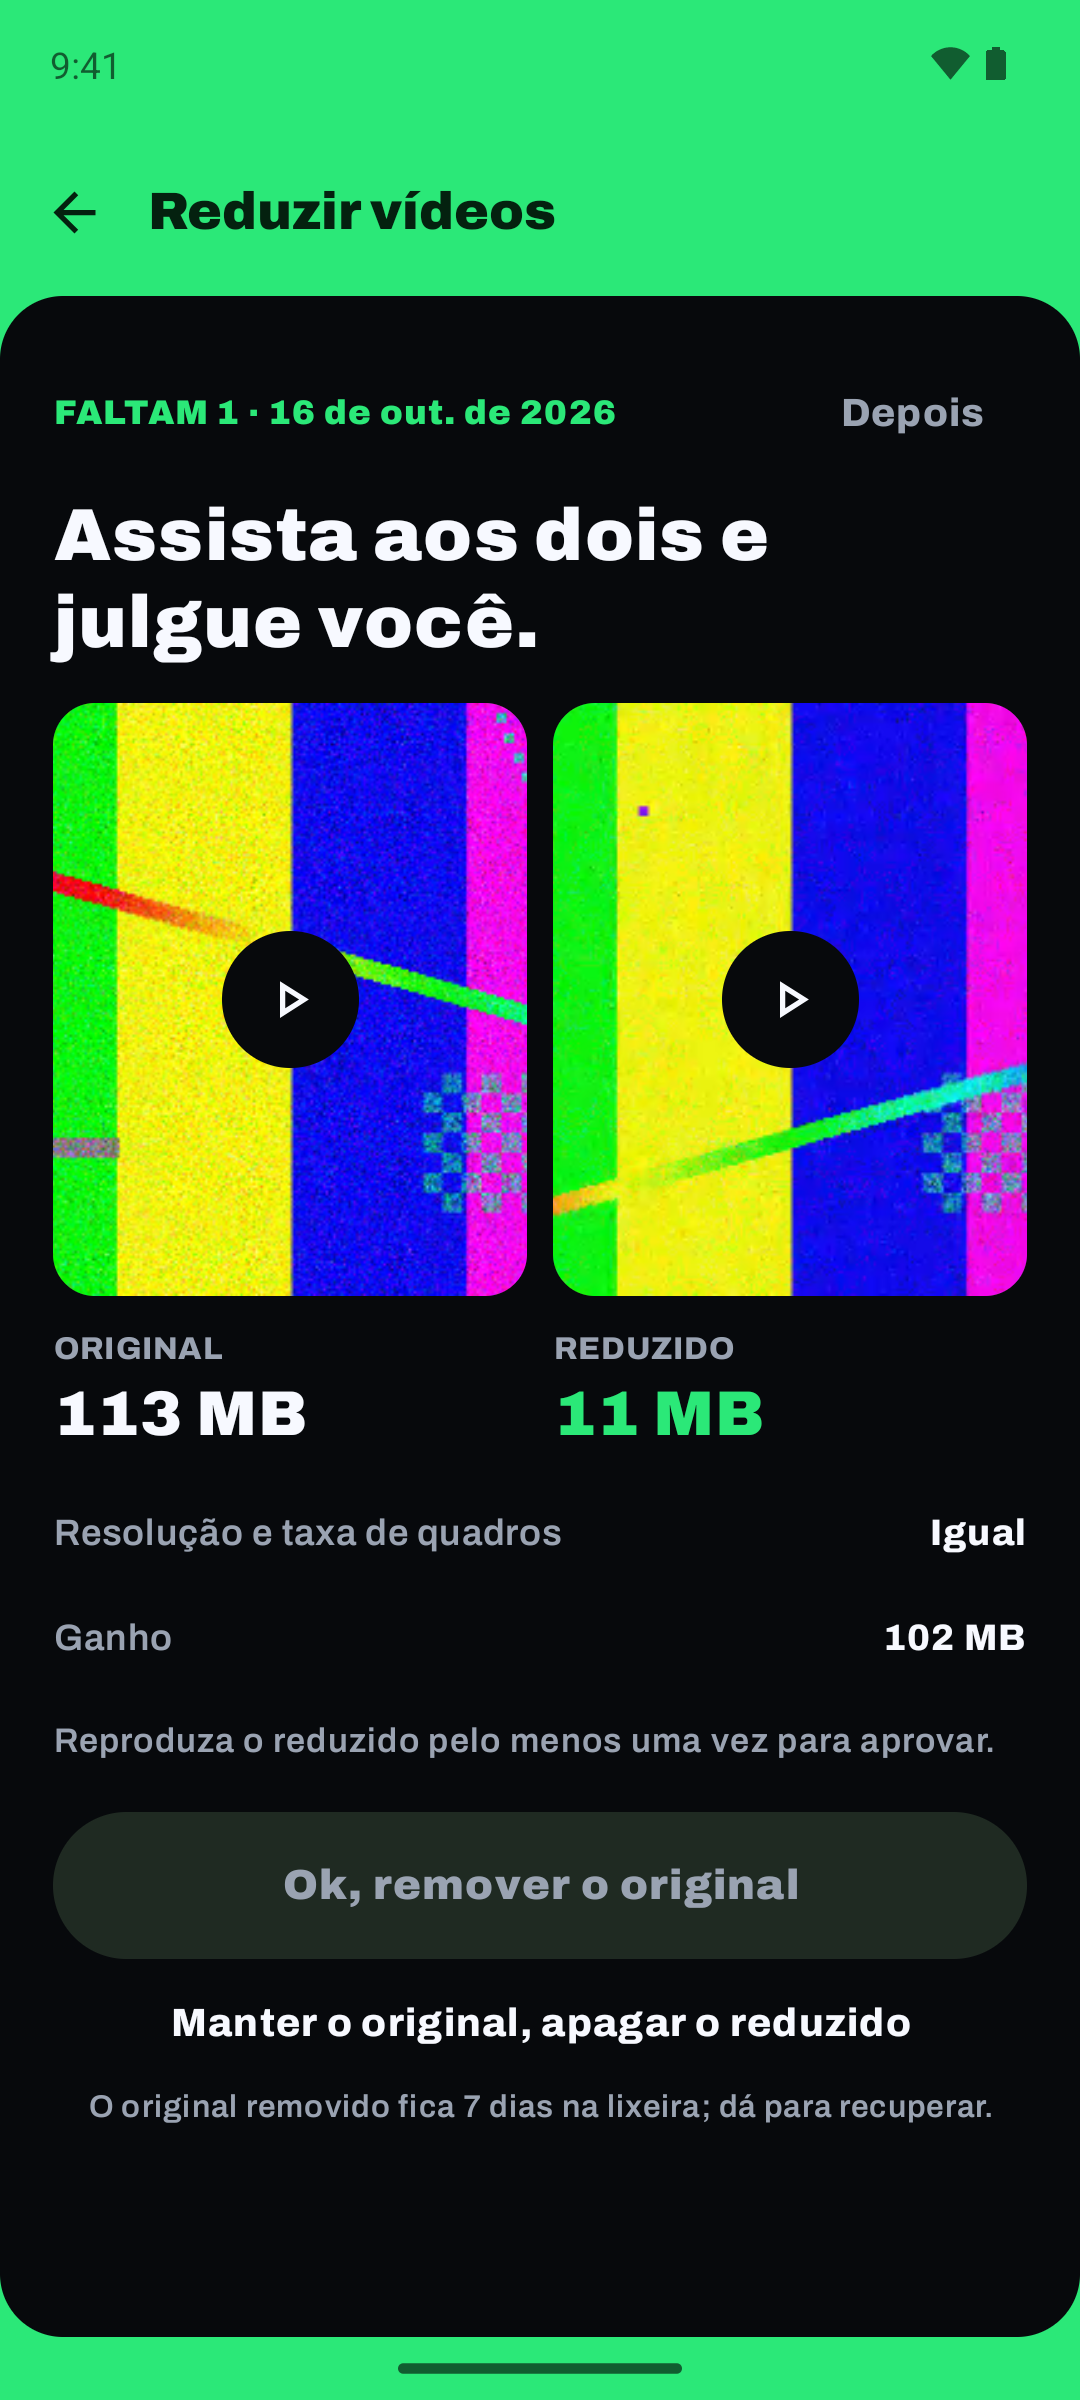 9:41
Reduzir vídeos
FALTAM 1 · 16 de out. de 2026
Depois
Assista aos dois e
julgue você.
ORIGINAL
113 MB
REDUZIDO
11 MB
Resolução e taxa de quadros
Igual
Ganho
102 MB
Reproduza o reduzido pelo menos uma vez para aprovar.
Ok, remover o original
Manter o original, apagar o reduzido
O original removido fica 7 dias na lixeira; dá para recuperar.